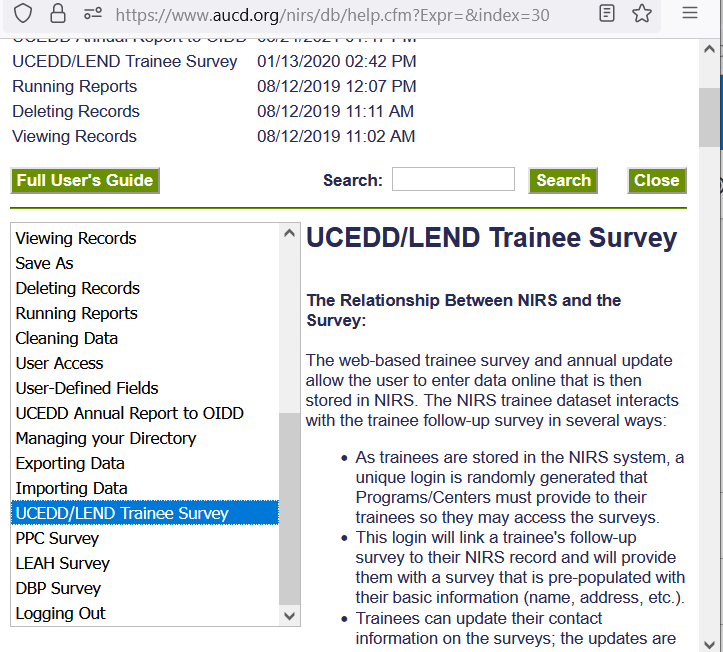 https://www.aucd.org/nirs/db/help.cfm?Expr=&index=30
UCEDD Annual Report to OIDD
UCEDD/LEND Trainee Survey 01/13/2020 02:42 PM
Running Reports 08/12/2019 12:07 PM
Deleting Records 08/12/2019 11:11 AM
Viewing Records 08/12/2019 11:02 AM
Full User's Guide Search: Search Close
Viewing Records
Save As
Deleting Records
Running Reports
Cleaning Data
User Access
User-Defined Fields
UCEDD Annual Report to OIDD
Managing your Directory
Exporting Data
Importing Data
UCEDD/LEND Trainee Survey
PPC Survey
LEAH Survey
DBP Survey
Logging Out
UCEDD/LEND Trainee Survey
The Relationship Between NIRS and the
Survey:
The web-based trainee survey and annual update
allow the user to enter data online that is then
stored in NIRS. The NIRS trainee dataset interacts
with the trainee follow-up survey in several ways:
• As trainees are stored in the NIRS system, a
unique login is randomly generated that
Programs/Centers must provide to their
trainees so they may access the surveys.
• This login will link a trainee's follow-up
survey to their NIRS record and will provide
them with a survey that is pre-populated with
their basic information (name, address, etc.).
• Trainees can update their contact
information on the surveys; the updates are